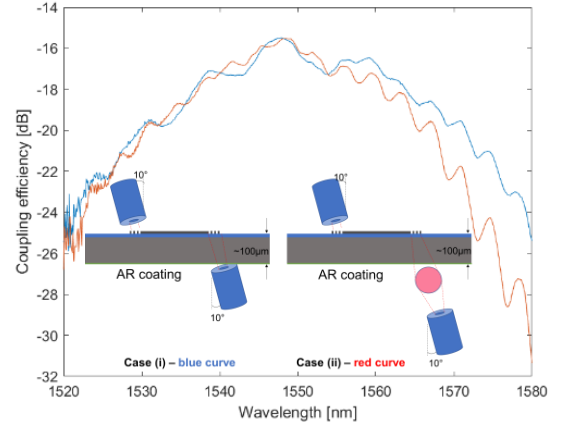 -14
-16
-18
-20
-22
-24
-26
-28
-30
-32
Coupling efficiency [dB]
1520
1530
1540
1550
1560
1570
1580
Wavelength [nm]
10°
~100μm
AR coating
10°
Case (i) – blue curve
10°
~100μm
AR coating
10°
Case (ii) – red curve